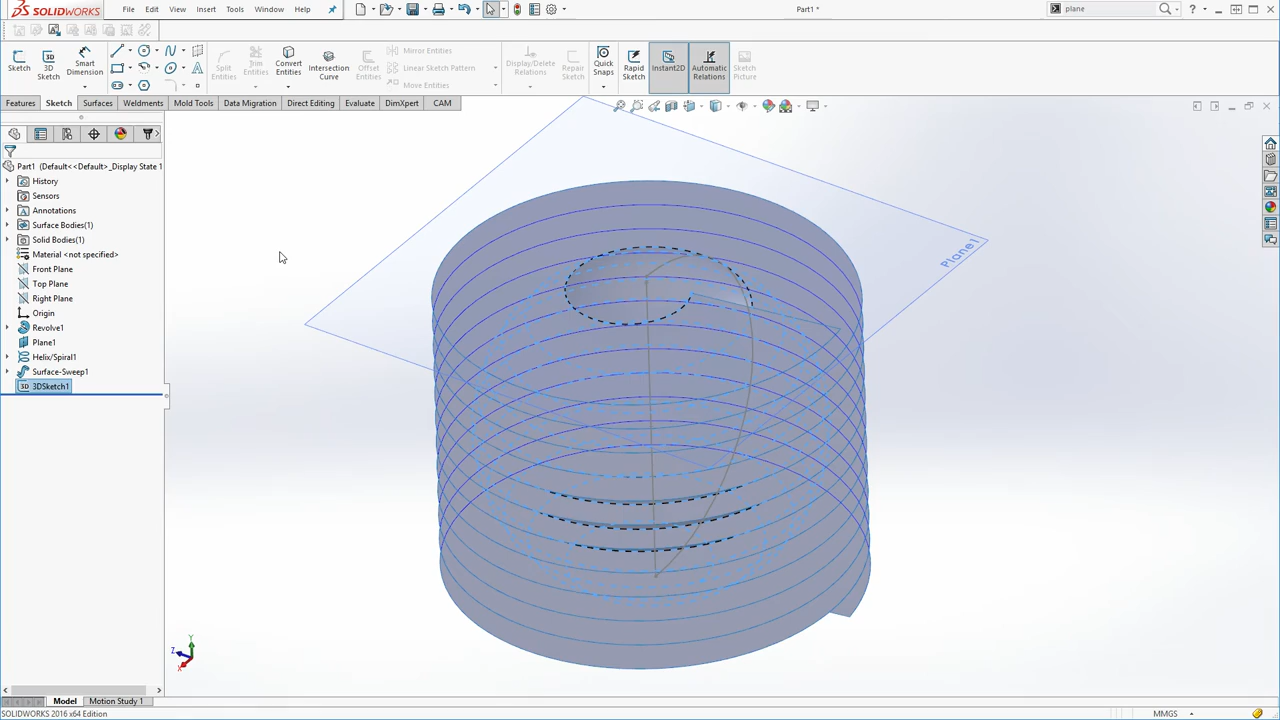 SOLIDWORKS
File Edit View Insert Tools Window Help
Part1 *
plane
Sketch
3D Sketch
Smart Dimension
Split Entities
Trim Entities
Convert Entities
Intersection Curve
Offset Entities
Mirror Entities
Linear Sketch Pattern
Move Entities
Display/Delete Relations
Repair Sketch
Quick Snaps
Rapid Sketch
Instant2D
Automatic Relations
Sketch Picture
Features Sketch Surfaces Weldments Mold Tools Data Migration Direct Editing Evaluate DimXpert CAM
Part1 (Default<<Default>_Display State 1
History
Sensors
Annotations
Surface Bodies(1)
Solid Bodies(1)
Material <not specified>
Front Plane
Top Plane
Right Plane
Origin
Revolve1
Plane1
Helix/Spiral1
Surface-Sweep1
3D 3DSketch1
Plane1
Y
Z
X
Model Motion Study 1
SOLIDWORKS 2016 x64 Edition
MMGS